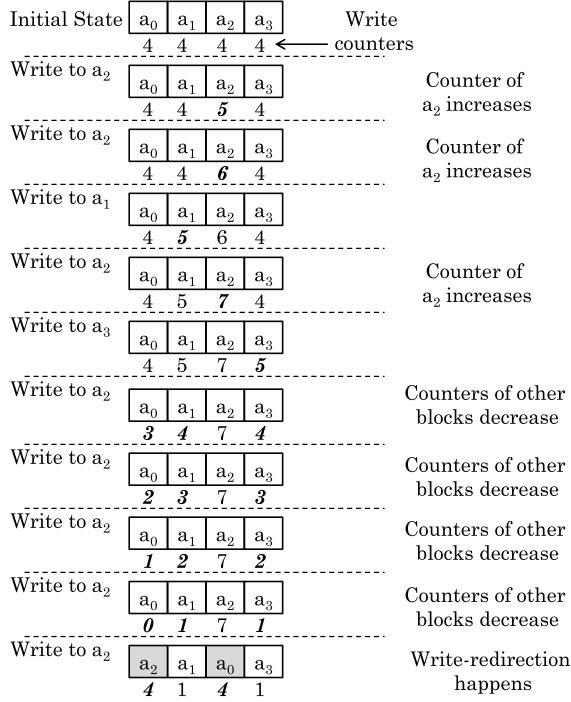 Initial State a0 a1 a2 a3 Write
4 4 4 4 counters
Write to a2 a0 a1 a2 a3 Counter of
4 4 5 4 a2 increases
Write to a2 a0 a1 a2 a3 Counter of
4 4 6 4 a2 increases
Write to a1 a0 a1 a2 a3
4 5 6 4
Write to a2 a0 a1 a2 a3 Counter of
4 5 7 4 a2 increases
Write to a3 a0 a1 a2 a3
4 5 7 5
Write to a2 a0 a1 a2 a3 Counters of other
3 4 7 4 blocks decrease
Write to a2 a0 a1 a2 a3 Counters of other
2 3 7 3 blocks decrease
Write to a2 a0 a1 a2 a3 Counters of other
1 2 7 2 blocks decrease
Write to a2 a0 a1 a2 a3 Counters of other
0 1 7 1 blocks decrease
Write to a2 a2 a1 a0 a3 Write-redirection
4 1 4 1 happens